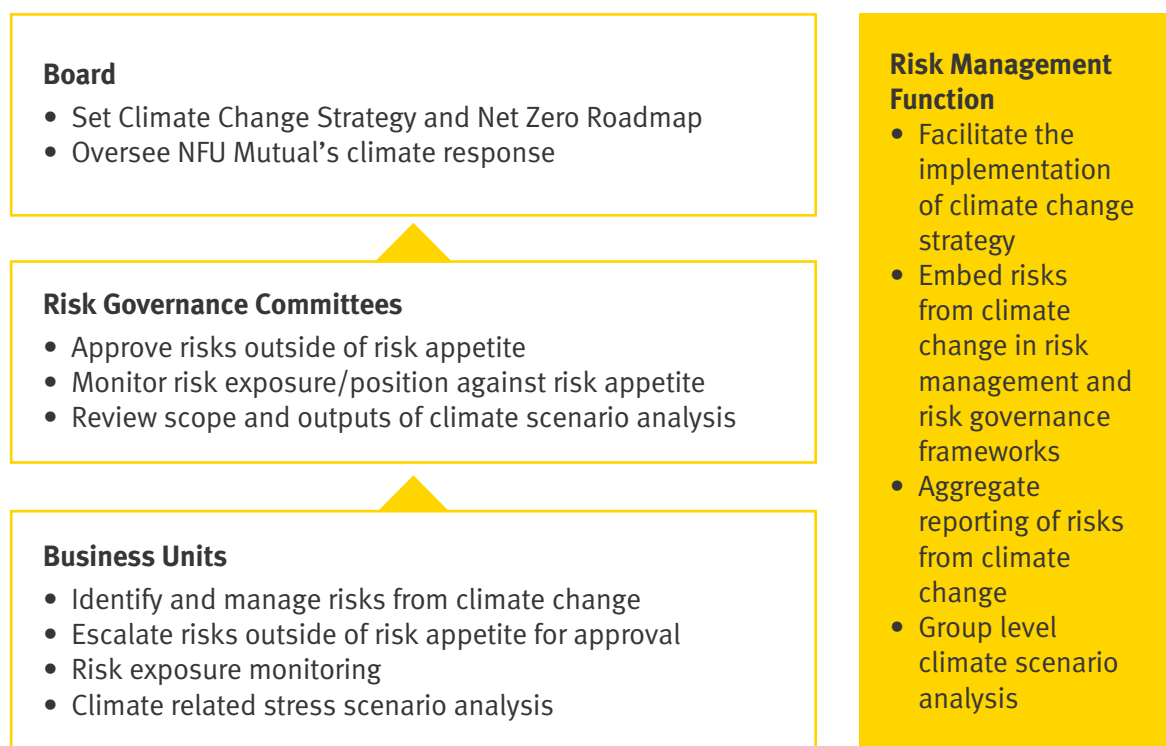 Board
• Set Climate Change Strategy and Net Zero Roadmap
• Oversee NFU Mutual’s climate response
Risk Governance Committees
• Approve risks outside of risk appetite
• Monitor risk exposure/position against risk appetite
• Review scope and outputs of climate scenario analysis
Business Units
• Identify and manage risks from climate change
• Escalate risks outside of risk appetite for approval
• Risk exposure monitoring
• Climate related stress scenario analysis
Risk Management
Function
• Facilitate the
implementation
of climate change
strategy
• Embed risks
from climate
change in risk
management and
risk governance
frameworks
• Aggregate
reporting of risks
from climate
change
• Group level
climate scenario
analysis